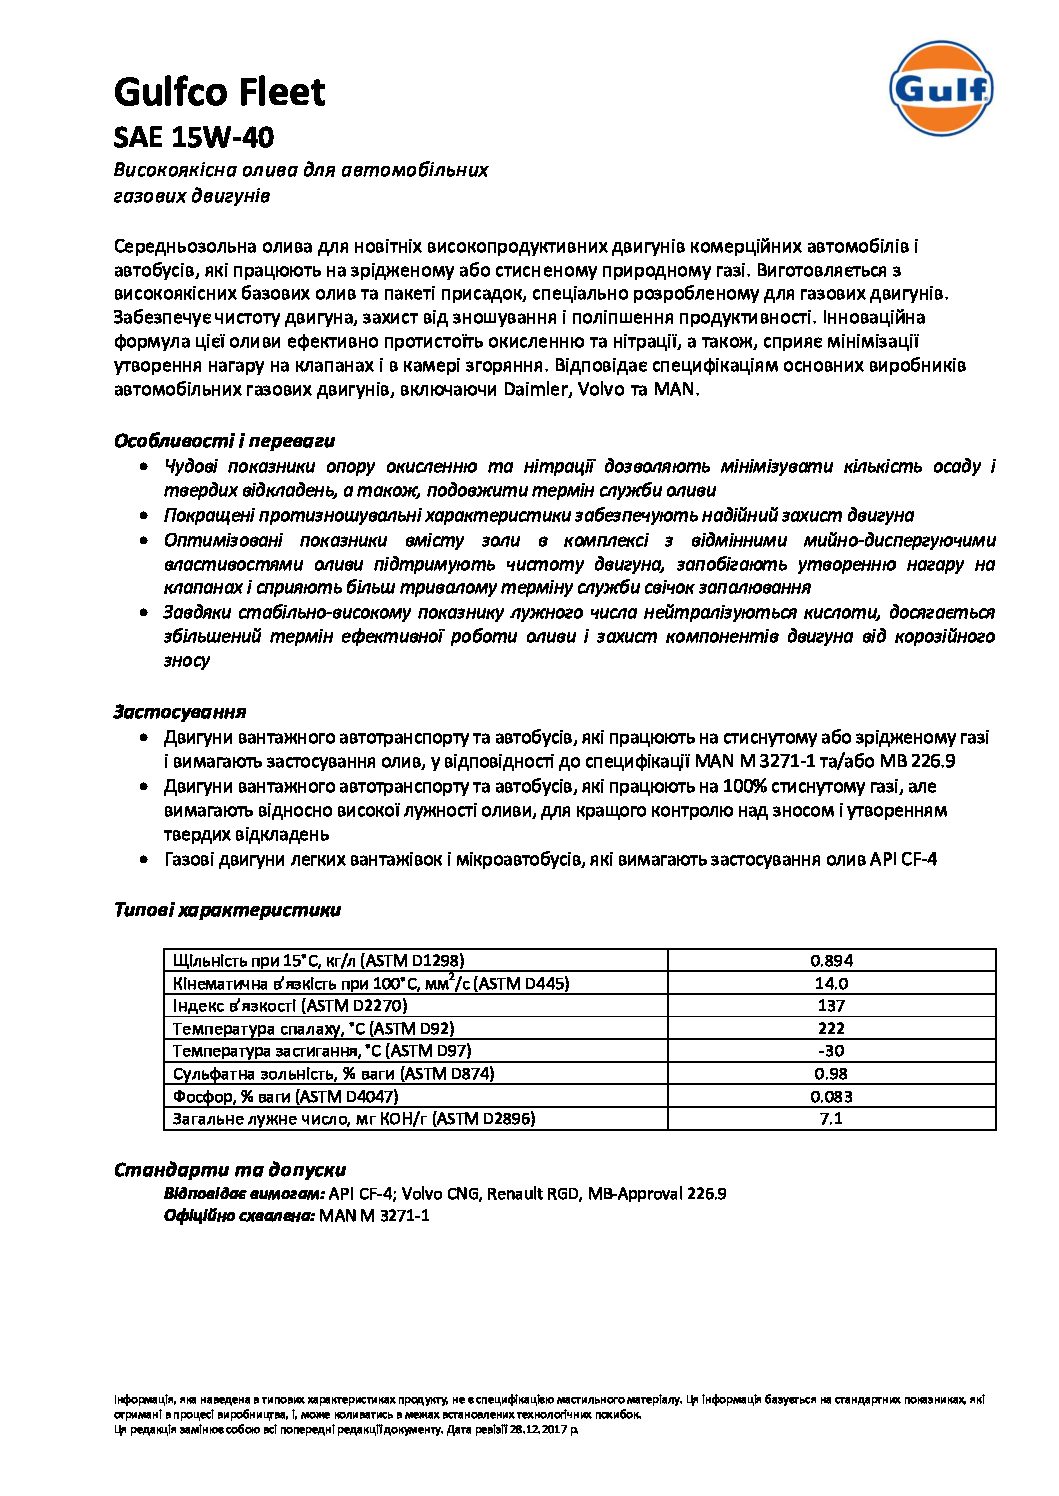 Gulfco Fleet
Gulf
SAE 15W-40
Високоякісна олива для автомобільних
газових двигунів
Середньозольна олива для новітніх високопродуктивних двигунів комерційних автомобілів і
автобусів, які працюють на зрідженому або стисненому природному газі. Виготовляється з
високоякісних базових олив та пакеті присадок, спеціально розробленому для газових двигунів.
Забезпечує чистоту двигуна, захист від зношування і поліпшення продуктивності. Інноваційна
формула цієї оливи ефективно протистоїть окисленню та нітрації, а також, сприяє мінімізації
утворення нагару на клапанах і в камері згоряння. Відповідає специфікаціям основних виробників
автомобільних газових двигунів, включаючи Daimler, Volvo та MAN.
Особливості і переваги
• Чудові показники опору окисленню та нітрації дозволяють мінімізувати кількість осаду і
твердих відкладень, а також, подовжити термін служби оливи
• Покращені протизношувальні характеристики забезпечують надійний захист двигуна
• Оптимізовані показники вмісту золи в комплексі з відмінними мийно-диспергуючими
властивостями оливи підтримують чистоту двигуна, запобігають утворенню нагару на
клапанах і сприяють більш тривалому терміну служби свічок запалювання
• Завдяки стабільно-високому показнику лужного числа нейтралізуються кислоти, досягається
збільшений термін ефективної роботи оливи і захист компонентів двигуна від корозійного
зносу
Застосування
• Двигуни вантажного автотранспорту та автобусів, які працюють на стиснутому або зрідженому газі
і вимагають застосування олив, у відповідності до специфікації MAN M 3271-1 та/або MB 226.9
• Двигуни вантажного автотранспорту та автобусів, які працюють на 100% стиснутому газі, але
вимагають відносно високої лужності оливи, для кращого контролю над зносом і утворенням
твердих відкладень
• Газові двигуни легких вантажівок і мікроавтобусів, які вимагають застосування олив API CF-4
Типові характеристики
Щільність при 15˚С, кг/л (ASTM D1298) 0.894
Кінематична в’язкість при 100˚С, мм²/с (ASTM D445) 14.0
Індекс в’язкості (ASTM D2270) 137
Температура спалаху, ˚С (ASTM D92) 222
Температура застигання, ˚С (ASTM D97) -30
Сульфатна зольність, % ваги (ASTM D874) 0.98
Фосфор, % ваги (ASTM D4047) 0.083
Загальне лужне число, мг КОН/г (ASTM D2896) 7.1
Стандарти та допуски
Відповідає вимогам: API CF-4; Volvo CNG, Renault RGD, MB-Approval 226.9
Офіційно схвалена: MAN M 3271-1
Інформація, яка наведена в типових характеристиках продукту, не є специфікацією мастильного матеріалу. Ця інформація базується на стандартних показниках, які
отримані в процесі виробництва, і, може коливатись в межах встановлених технологічних похибок.
Ця редакція замінює собою всі попередні редакції документу. Дата ревізії 28.12.2017 р.